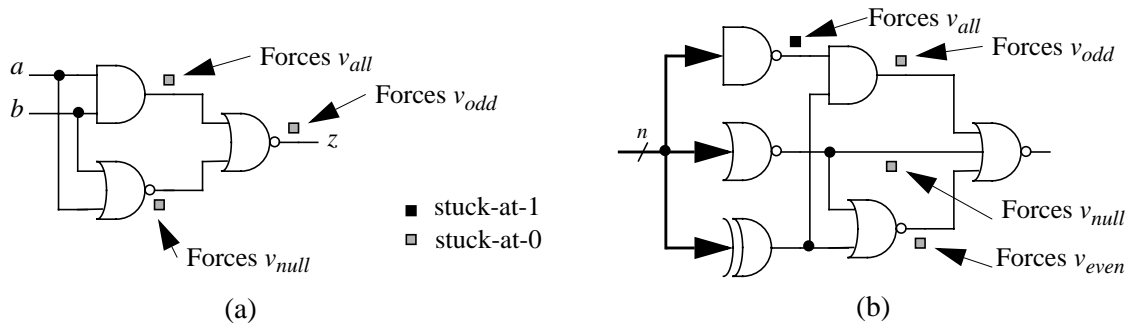 Forces v_all
a
b
Forces v_odd
z
Forces v_null
(a)
stuck-at-1
stuck-at-0
Forces v_all
Forces v_odd
n
Forces v_null
Forces v_even
(b)